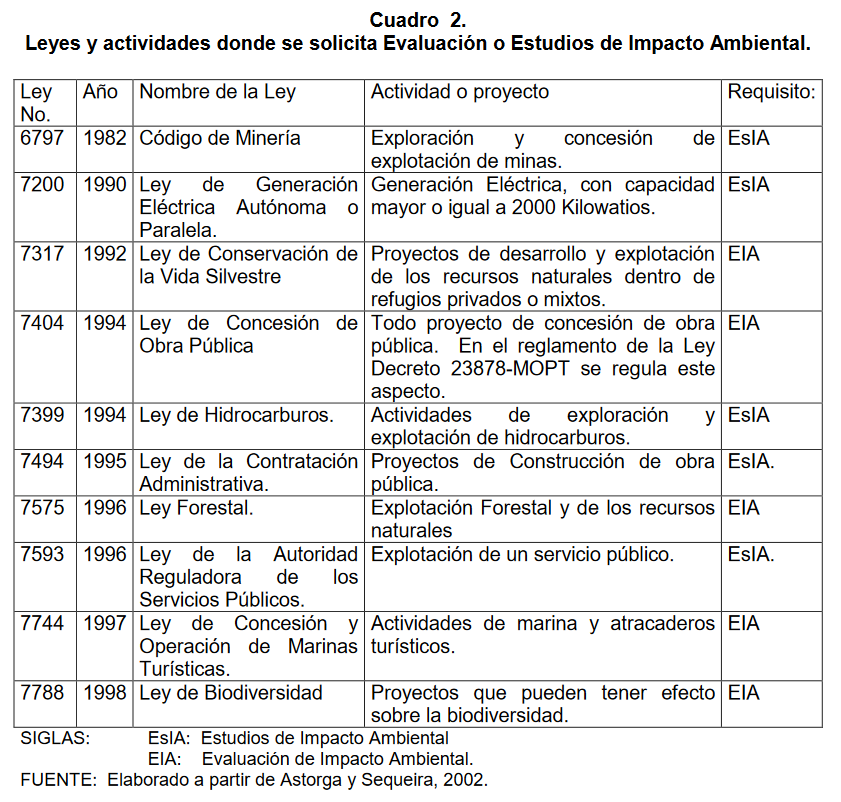 Cuadro 2.
Leyes y actividades donde se solicita Evaluación o Estudios de Impacto Ambiental.
Ley No. Año Nombre de la Ley Actividad o proyecto Requisito:
6797 1982 Código de Minería Exploración y concesión de explotación de minas. EsIA
7200 1990 Ley de Generación Eléctrica Autónoma o Paralela. Generación Eléctrica, con capacidad mayor o igual a 2000 Kilowatios. EsIA
7317 1992 Ley de Conservación de la Vida Silvestre Proyectos de desarrollo y explotación de los recursos naturales dentro de refugios privados o mixtos. EIA
7404 1994 Ley de Concesión de Obra Pública Todo proyecto de concesión de obra pública. En el reglamento de la Ley Decreto 23878-MOPT se regula este aspecto. EIA
7399 1994 Ley de Hidrocarburos. Actividades de exploración y explotación de hidrocarburos. EsIA
7494 1995 Ley de la Contratación Administrativa. Proyectos de Construcción de obra pública. EsIA.
7575 1996 Ley Forestal. Explotación Forestal y de los recursos naturales EIA
7593 1996 Ley de la Autoridad Reguladora de los Servicios Públicos. Explotación de un servicio público. EsIA.
7744 1997 Ley de Concesión y Operación de Marinas Turísticas. Actividades de marina y atracaderos turísticos. EIA
7788 1998 Ley de Biodiversidad Proyectos que pueden tener efecto sobre la biodiversidad. EIA
SIGLAS: EsIA: Estudios de Impacto Ambiental
EIA: Evaluación de Impacto Ambiental.
FUENTE: Elaborado a partir de Astorga y Sequeira, 2002.